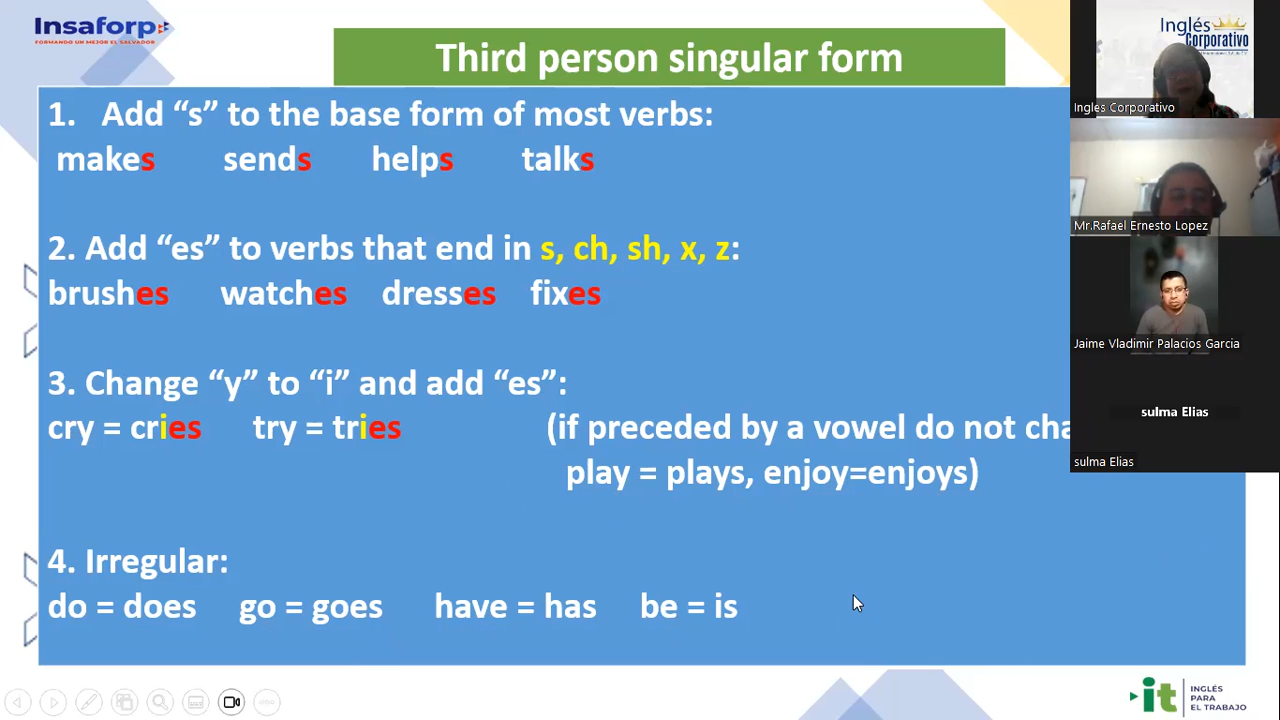 Insaforp
FORMANDO UN MEJOR EL SALVADOR
Third person singular form
1. Add “s” to the base form of most verbs:
makes sends helps talks
2. Add “es” to verbs that end in s, ch, sh, x, z:
brushes watches dresses fixes
3. Change “y” to “i” and add “es”:
cry = cries try = tries (if preceded by a vowel do not cha
play = plays, enjoy=enjoys)
4. Irregular:
do = does go = goes have = has be = is
Inglés
Corporativo
Ingles Corporativo
Mr.Rafael Ernesto Lopez
Jaime Vladimir Palacios Garcia
sulma Elias
sulma Elias
it
INGLÉS
PARA
EL TRABAJO